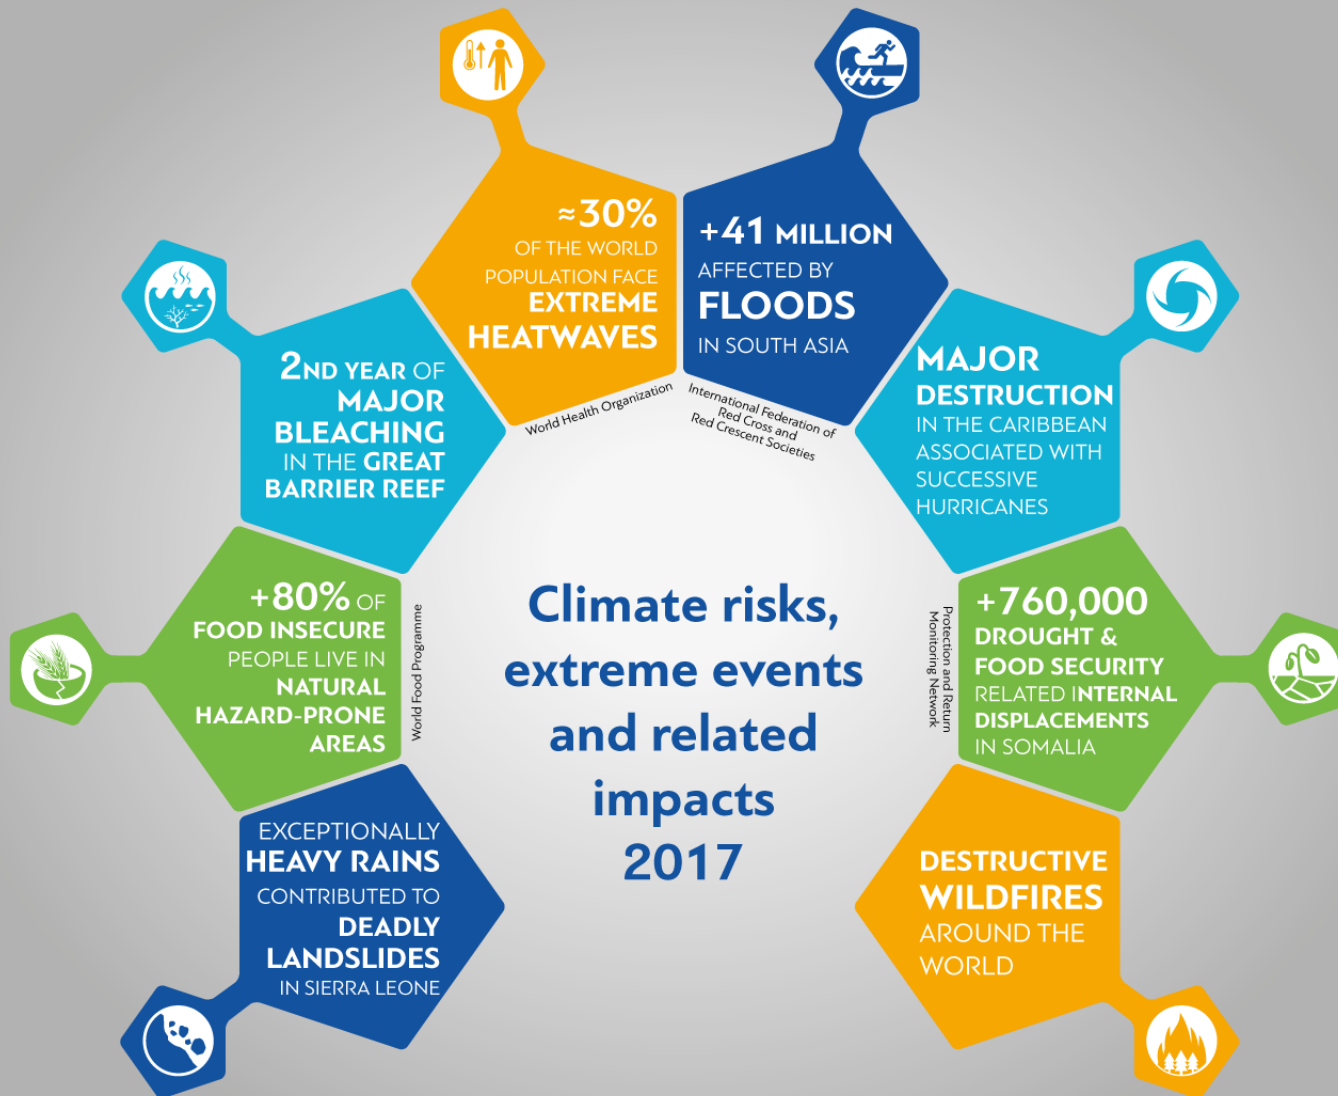 ≈30%
OF THE WORLD
POPULATION FACE
EXTREME
HEATWAVES
World Health Organization
+41 MILLION
AFFECTED BY
FLOODS
IN SOUTH ASIA
International Federation of
Red Cross and
Red Crescent Societies
2ND YEAR OF
MAJOR
BLEACHING
IN THE GREAT
BARRIER REEF
MAJOR
DESTRUCTION
IN THE CARIBBEAN
ASSOCIATED WITH
SUCCESSIVE
HURRICANES
+80% OF
FOOD INSECURE
PEOPLE LIVE IN
NATURAL
HAZARD-PRONE
AREAS
World Food Programme
Climate risks,
extreme events
and related
impacts
2017
Protection and Return
Monitoring Network
+760,000
DROUGHT &
FOOD SECURITY
RELATED INTERNAL
DISPLACEMENTS
IN SOMALIA
EXCEPTIONALLY
HEAVY RAINS
CONTRIBUTED TO
DEADLY
LANDSLIDES
IN SIERRA LEONE
DESTRUCTIVE
WILDFIRES
AROUND THE
WORLD